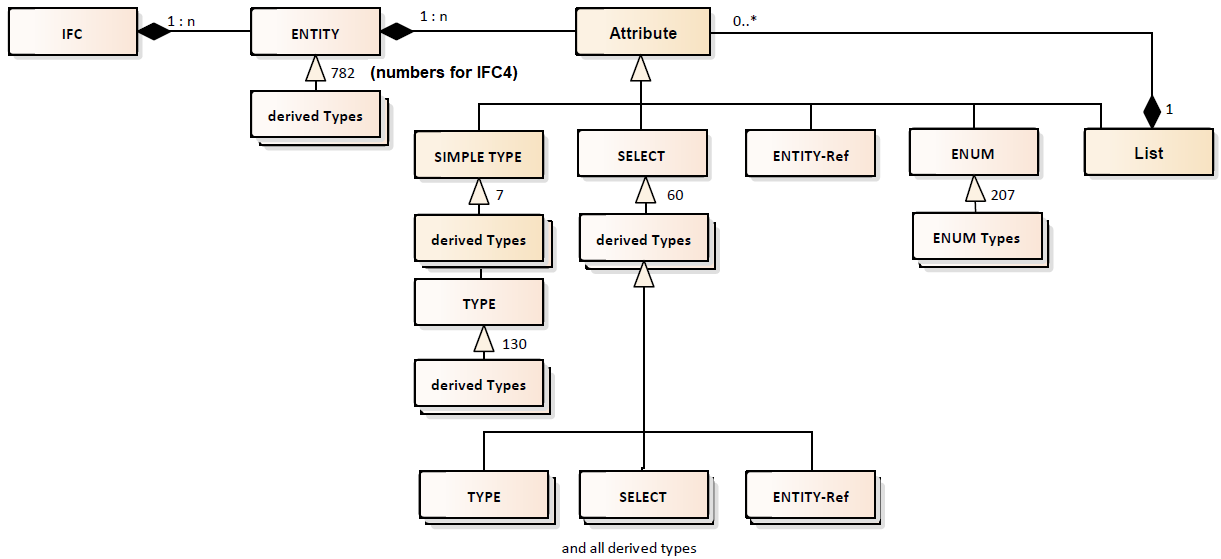 IFC
1 : n
ENTITY
1 : n
Attribute
0..*
782
(numbers for IFC4)
derived Types
1
SIMPLE TYPE
SELECT
ENTITY-Ref
ENUM
List
7
60
207
derived Types
derived Types
ENUM Types
TYPE
130
derived Types
TYPE
SELECT
ENTITY-Ref
and all derived types